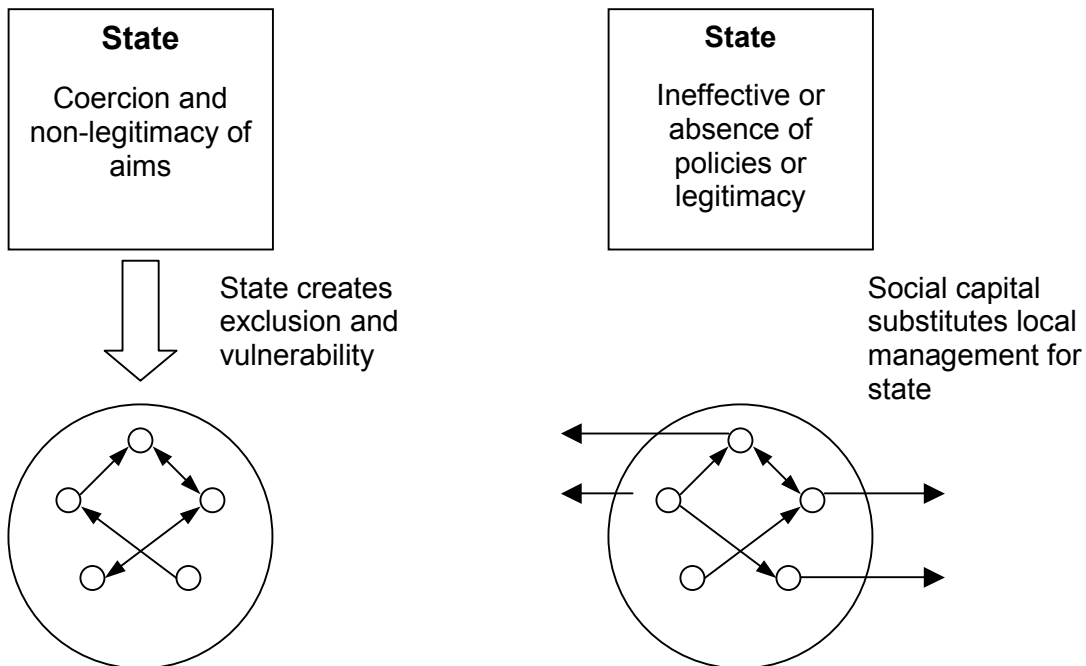 State
Coercion and
non-legitimacy of
aims
State creates
exclusion and
vulnerability
State
Ineffective or
absence of
policies or
legitimacy
Social capital
substitutes local
management for
state